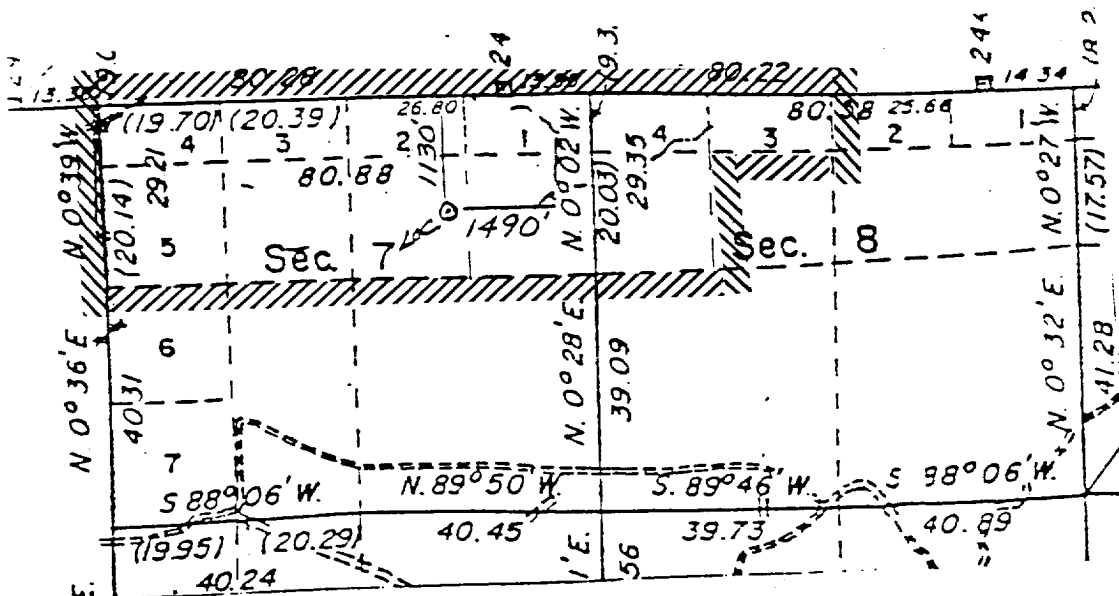 24
80.28
80.22
14.34
(19.70)
(20.39)
26.80
80.58
25.66
4
3
2
1
4
3
2
1
N. 0°39'W.
29.21
80.88
1130'
N. 0°02'W.
29.35
N. 0°27'W.
(20.14)
(20.03)
(17.57)
1490'
LOC
5
Sec. 7
Sec. 8
6
N. 0°36'E.
40.31
N. 0°28'E.
39.09
N. 0°32'E.
41.28
7
S 88°06' W.
N. 89°50' W
S. 89°46' W.
S 88°06' W.
(19.95)
(20.29)
40.45
39.73
40.89
40.24
1'E.
56
E.